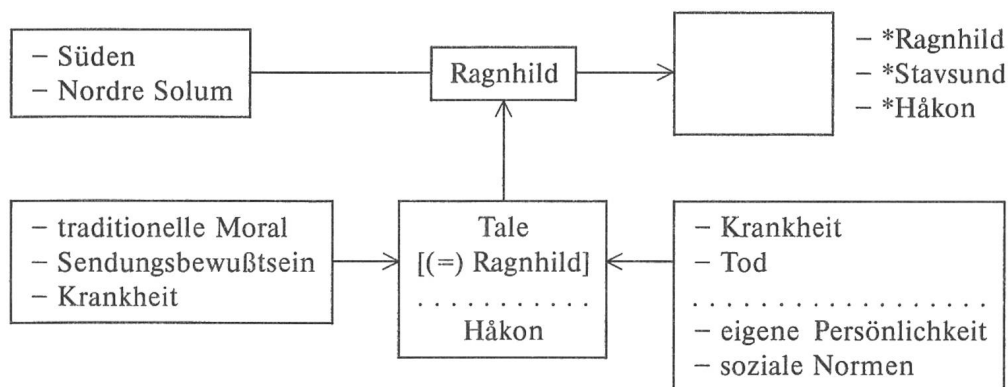 – Süden
– Nordre Solum
Ragnhild
– *Ragnhild
– *Stavsund
– *Håkon
– traditionelle Moral
– Sendungsbewußtsein
– Krankheit
Tale
[(=) Ragnhild]
. . . . . . . . . . . .
Håkon
– Krankheit
– Tod
. . . . . . . . . . . . . . . . . .
– eigene Persönlichkeit
– soziale Normen